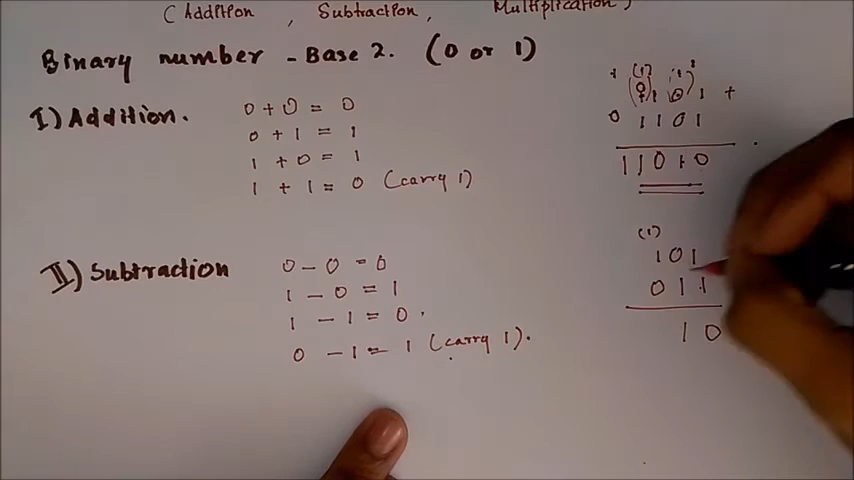 (Addition, Subtraction, Multiplication)
Binary number - Base 2. (0 or 1)
I) Addition.
0 + 0 = 0
0 + 1 = 1
1 + 0 = 1
1 + 1 = 0 (carry 1)
1 1 0 1
1 1 0 1 0
II) Subtraction
0 - 0 = 0
1 - 0 = 1
1 - 1 = 0.
0 - 1 = 1 (carry 1).
(1)
1 0 1
0 1 1
1 0